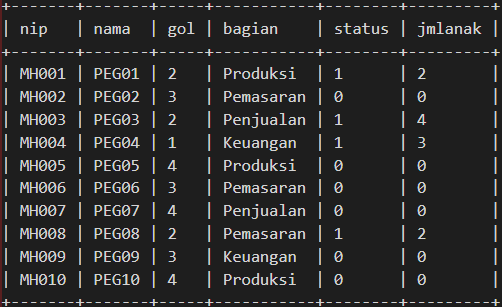 +-------+-------+-----+-----------+--------+---------+
| nip   | nama  | gol | bagian    | status | jmlanak |
+-------+-------+-----+-----------+--------+---------+
| MH001 | PEG01 | 2   | Produksi  | 1      | 2       |
| MH002 | PEG02 | 3   | Pemasaran | 0      | 0       |
| MH003 | PEG03 | 2   | Penjualan | 1      | 4       |
| MH004 | PEG04 | 1   | Keuangan  | 1      | 3       |
| MH005 | PEG05 | 4   | Produksi  | 0      | 0       |
| MH006 | PEG06 | 3   | Pemasaran | 0      | 0       |
| MH007 | PEG07 | 4   | Penjualan | 0      | 0       |
| MH008 | PEG08 | 2   | Pemasaran | 1      | 2       |
| MH009 | PEG09 | 3   | Keuangan  | 0      | 0       |
| MH010 | PEG10 | 4   | Produksi  | 0      | 0       |
+-------+-------+-----+-----------+--------+---------+